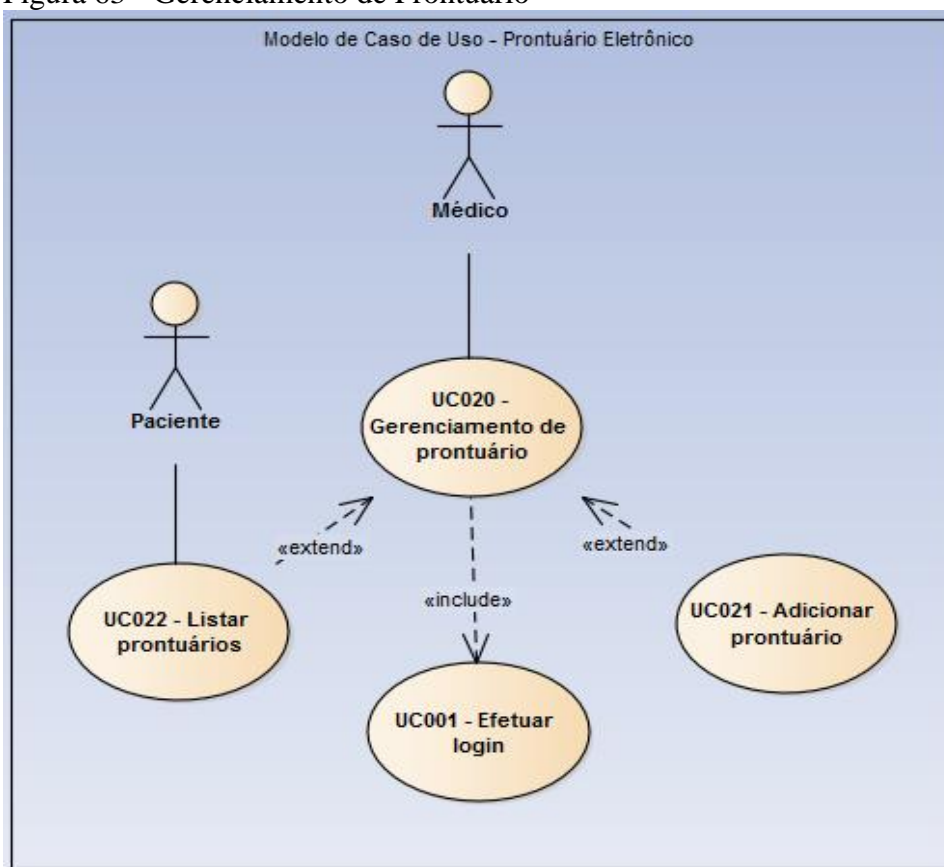 Figura 65 - Gerenciamento de Prontuário
Modelo de Caso de Uso - Prontuário Eletrônico
Médico
Paciente
UC020 -
Gerenciamento de
prontuário
«extend»
«extend»
«include»
UC022 - Listar
prontuários
UC021 - Adicionar
prontuário
UC001 - Efetuar
login